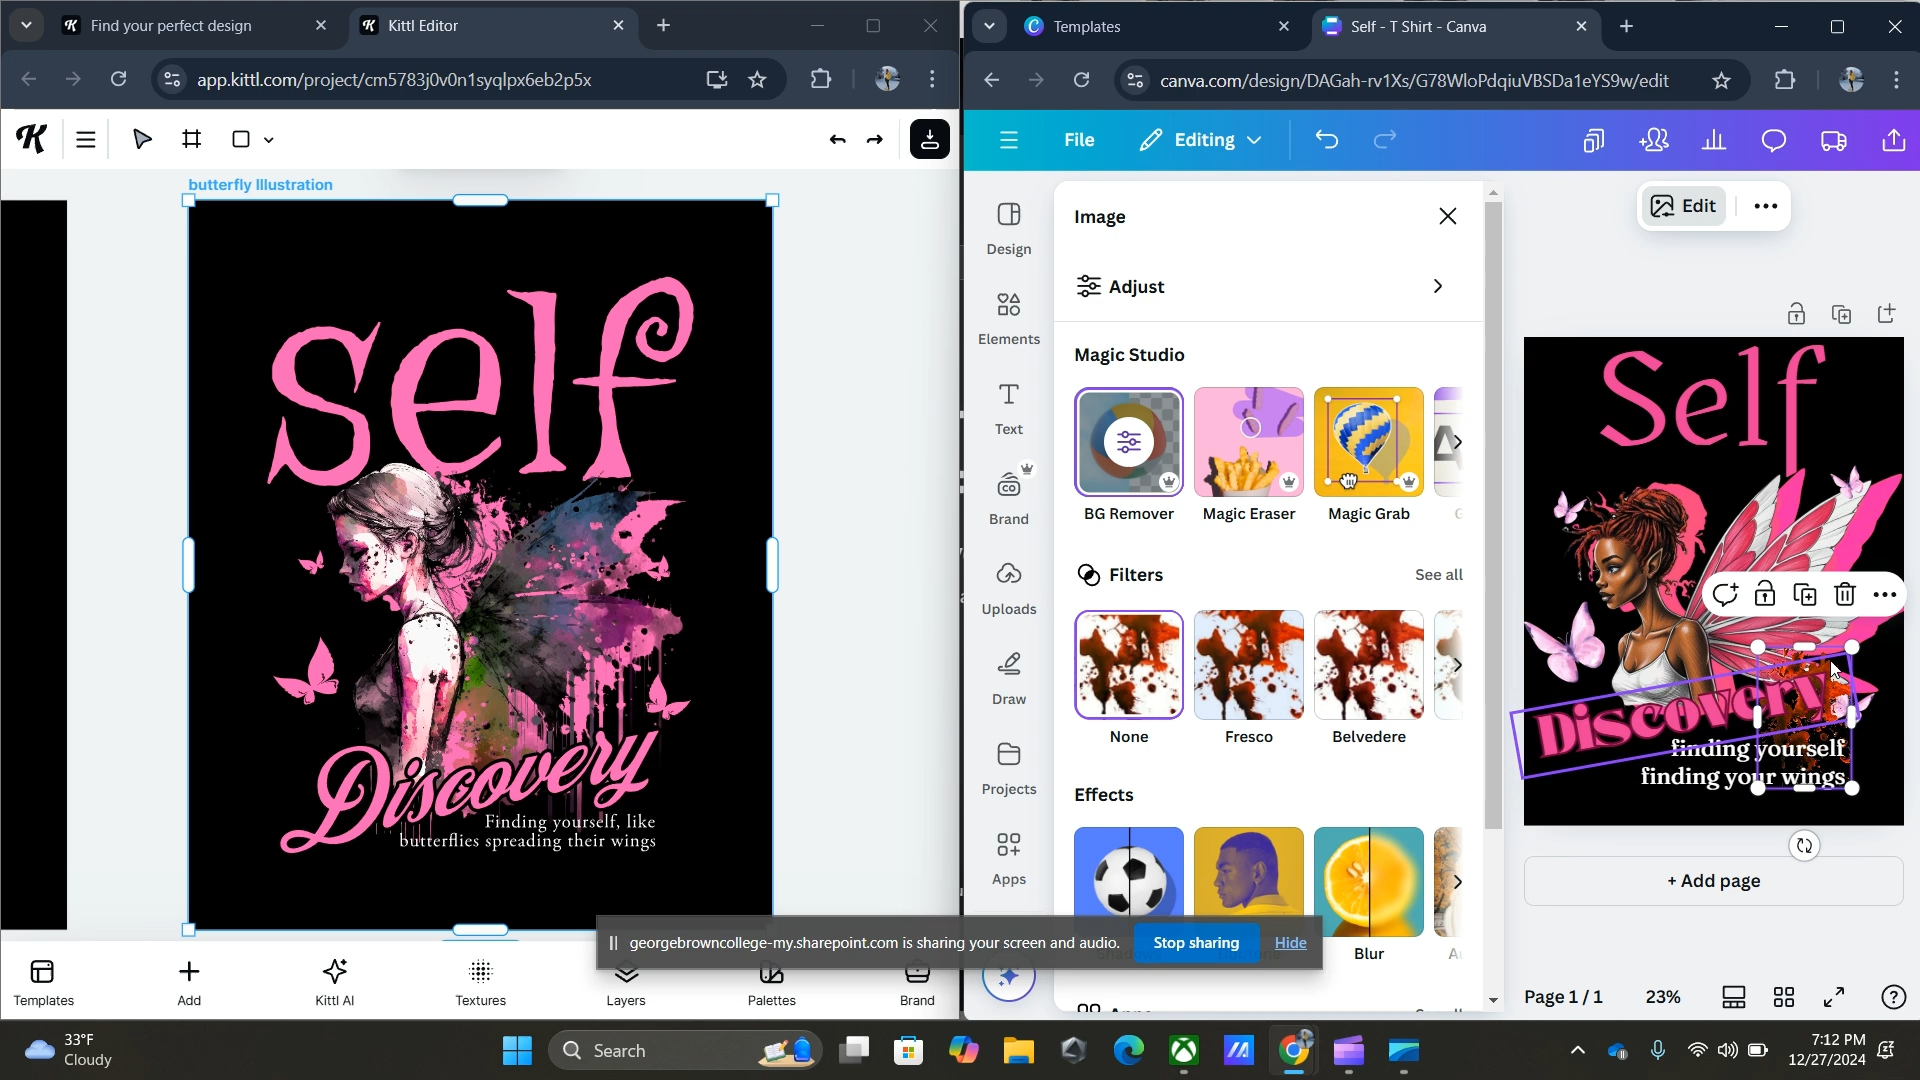 Find your perfect design
Kittl Editor
app.kittl.com/project/cm5783j0v0n1syqlpx6eb2p5x
butterfly Illustration
self
Discovery
Finding yourself, like
butterflies spreading their wings
Templates
Add
Kittl AI
Textures
Layers
Palettes
Brand
Templates
Self - T Shirt - Canva
canva.com/design/DAGah-rv1Xs/G78WloPdqiuVBSDa1eYS9w/edit
File
Editing
Design
Elements
Text
Brand
Uploads
Draw
Projects
Apps
Image
Adjust
Magic Studio
BG Remover
Magic Eraser
Magic Grab
Filters
See all
None
Fresco
Belvedere
Effects
Blur
Edit
Self
Discovery
finding yourself
finding your wings
+ Add page
Page 1 / 1
23%
georgebrowncollege-my.sharepoint.com is sharing your screen and audio.
Stop sharing
Hide
33°F
Cloudy
Search
7:12 PM
12/27/2024